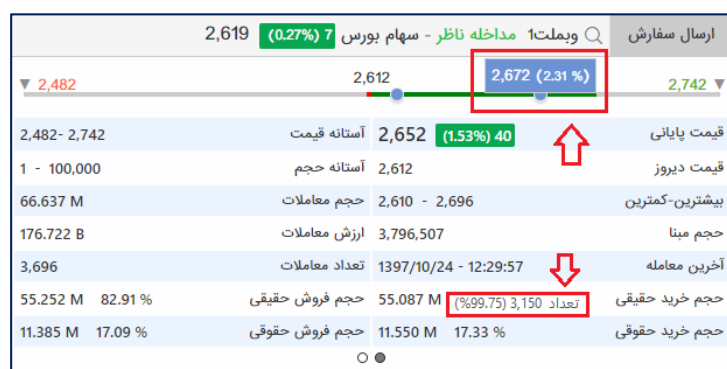 ارسال سفارش وبملت1 مداخله ناظر - سهام بورس 7 (0.27%) 2,619
2,742 2,672 (2.31 %) 2,612 2,482
قیمت پایانی 2,652 40 (1.53%) آستانه قیمت 2,482- 2,742
قیمت دیروز 2,612 آستانه حجم 1 - 100,000
بیشترین-کمترین 2,610 - 2,696 حجم معاملات 66.637 M
حجم مبنا 3,796,507 ارزش معاملات 176.722 B
آخرین معامله 1397/10/24 - 12:29:57 تعداد معاملات 3,696
حجم خرید حقیقی 55.087 M تعداد 3,150 (99.75%) حجم فروش حقیقی 55.252 M 82.91 %
حجم خرید حقوقی 11.550 M 17.33 % حجم فروش حقوقی 11.385 M 17.09 %